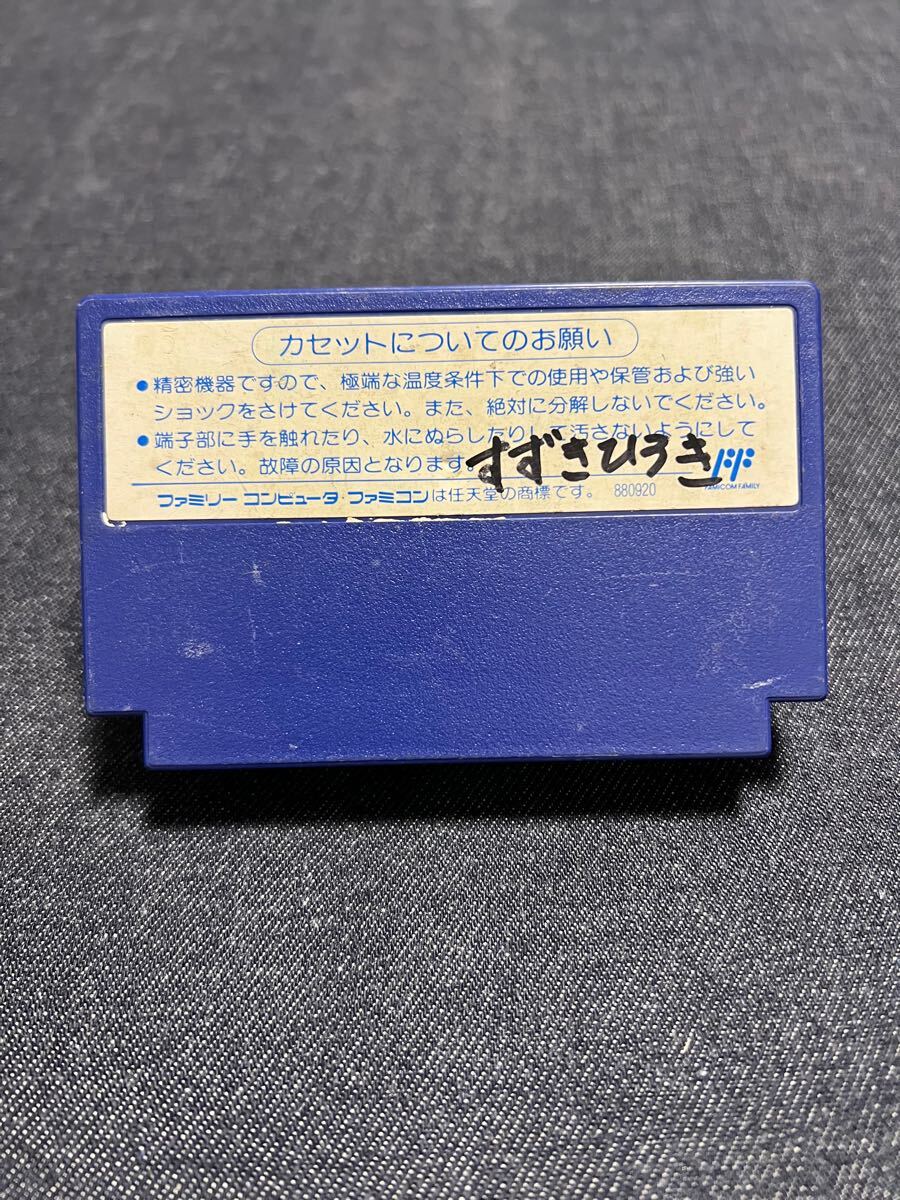 カセットについてのお願い
●精密機器ですので、極端な温度条件下での使用や保管および強い
ショックをさけてください。また、絶対に分解しないでください。
●端子部に手を触れたり、水にぬらしたりして汚さないようにして
ください。故障の原因となります。
すずきひろき
ファミリー コンピュータ・ファミコンは任天堂の商標です。 880920
FAMICOM FAMILY